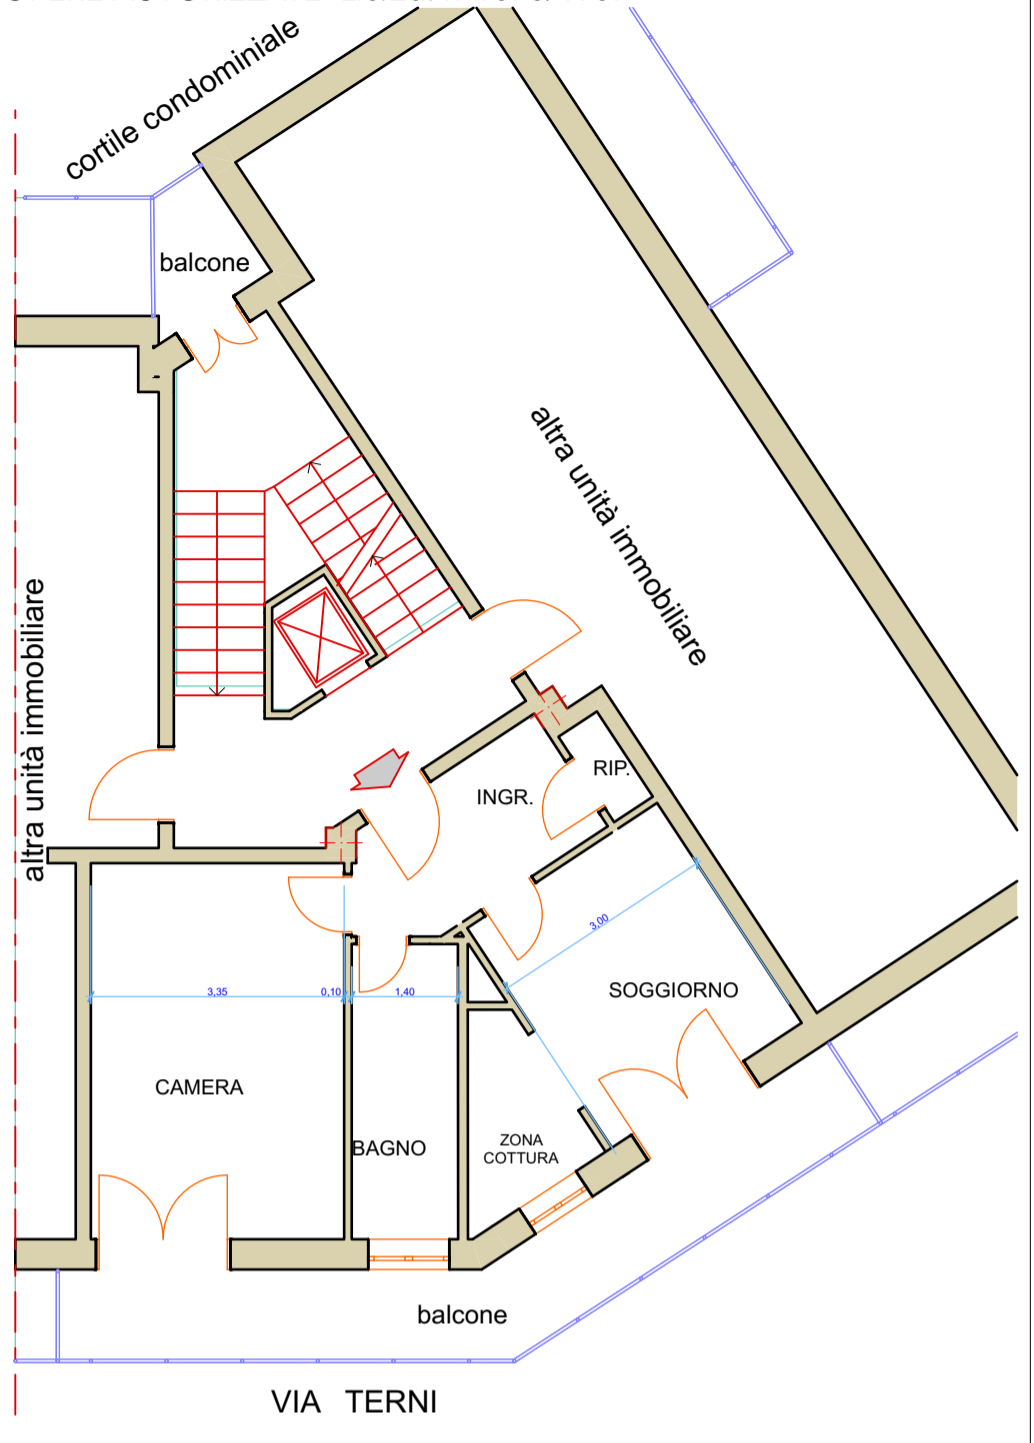 cortile condominiale
balcone
altra unità immobiliare
altra unità immobiliare
RIP.
INGR.
3,00
SOGGIORNO
3,35
0,10
1,40
CAMERA
BAGNO
ZONA
COTTURA
balcone
VIA TERNI